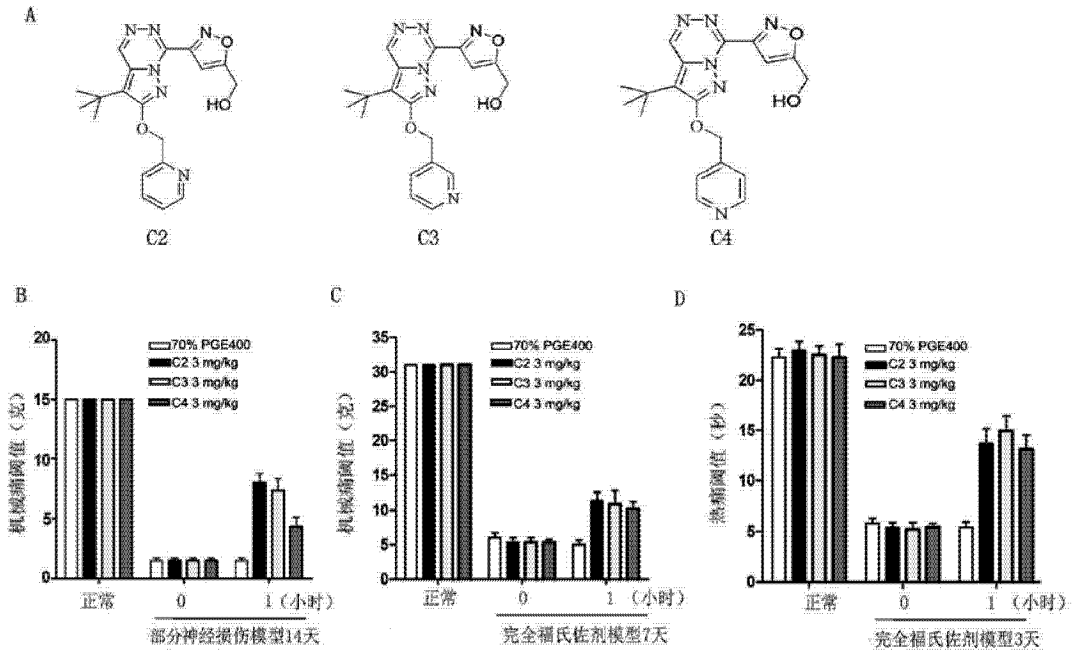 A
C2
C3
C4
B
20
15
10
5
0
机械痛阈值（克）
70% PGE400
C2 3 mg/kg
C3 3 mg/kg
C4 3 mg/kg
正常
0
1（小时）
部分神经损伤模型14天
C
35
30
25
20
15
10
5
0
机械痛阈值（克）
70% PGE400
C2 3 mg/kg
C3 3 mg/kg
C4 3 mg/kg
正常
0
1（小时）
完全福氏佐剂模型7天
D
25
20
15
10
5
0
热痛阈值（秒）
70% PGE400
C2 3 mg/kg
C3 3 mg/kg
C4 3 mg/kg
正常
0
1（小时）
完全福氏佐剂模型3天